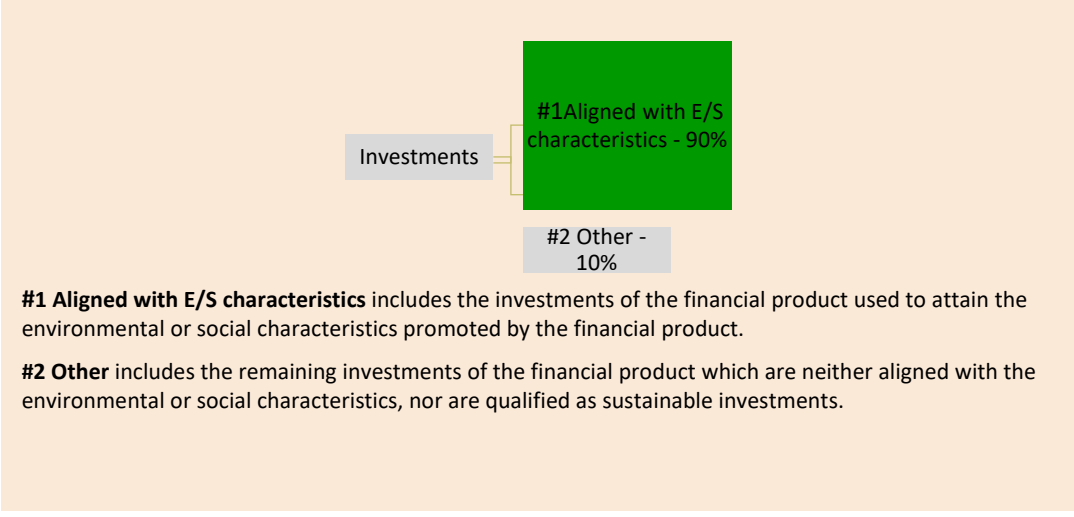 #1Aligned with E/S
characteristics - 90%
Investments
#2 Other -
10%
#1 Aligned with E/S characteristics includes the investments of the financial product used to attain the
environmental or social characteristics promoted by the financial product.
#2 Other includes the remaining investments of the financial product which are neither aligned with the
environmental or social characteristics, nor are qualified as sustainable investments.